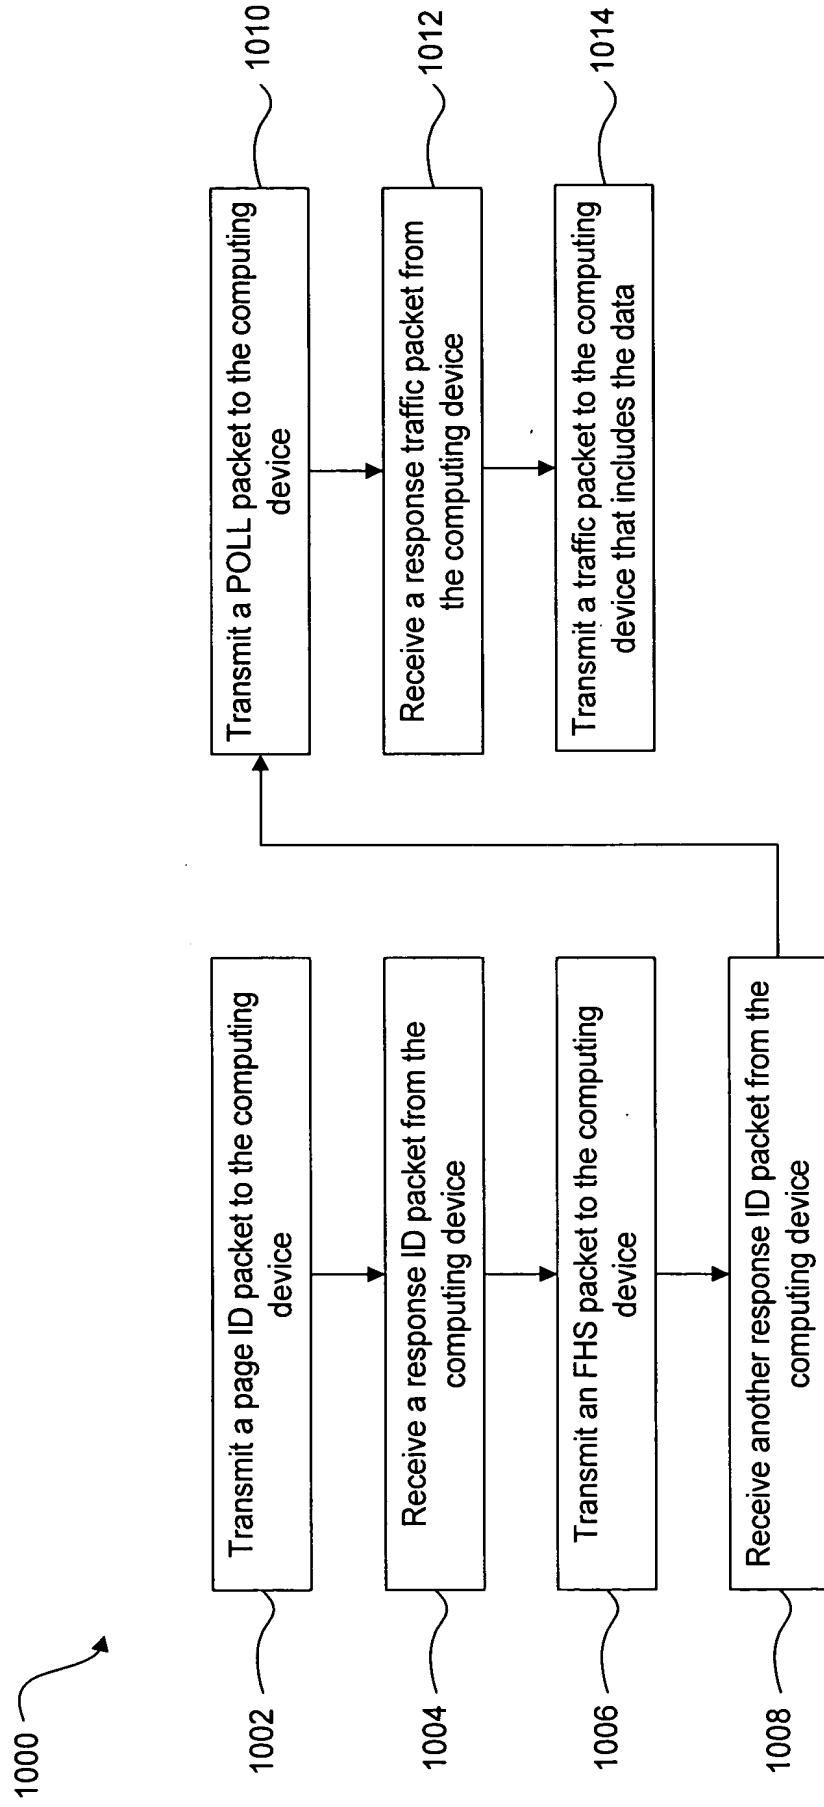 1000
1002
Transmit a page ID packet to the computing
device
1004
Receive a response ID packet from the
computing device
1006
Transmit an FHS packet to the computing
device
1008
Receive another response ID packet from the
computing device
Transmit a POLL packet to the computing
device
1010
Receive a response traffic packet from
the computing device
1012
Transmit a traffic packet to the computing
device that includes the data
1014